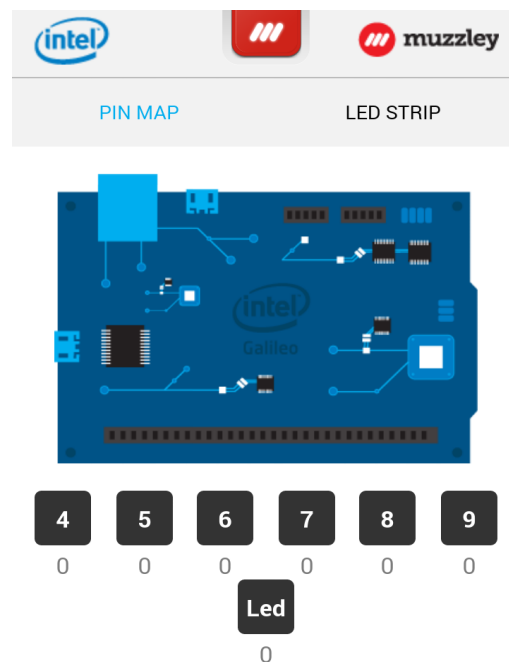 intel
muzzley
PIN MAP
LED STRIP
intel
Galileo
4 5 6 7 8 9
0 0 0 0 0 0
Led
0